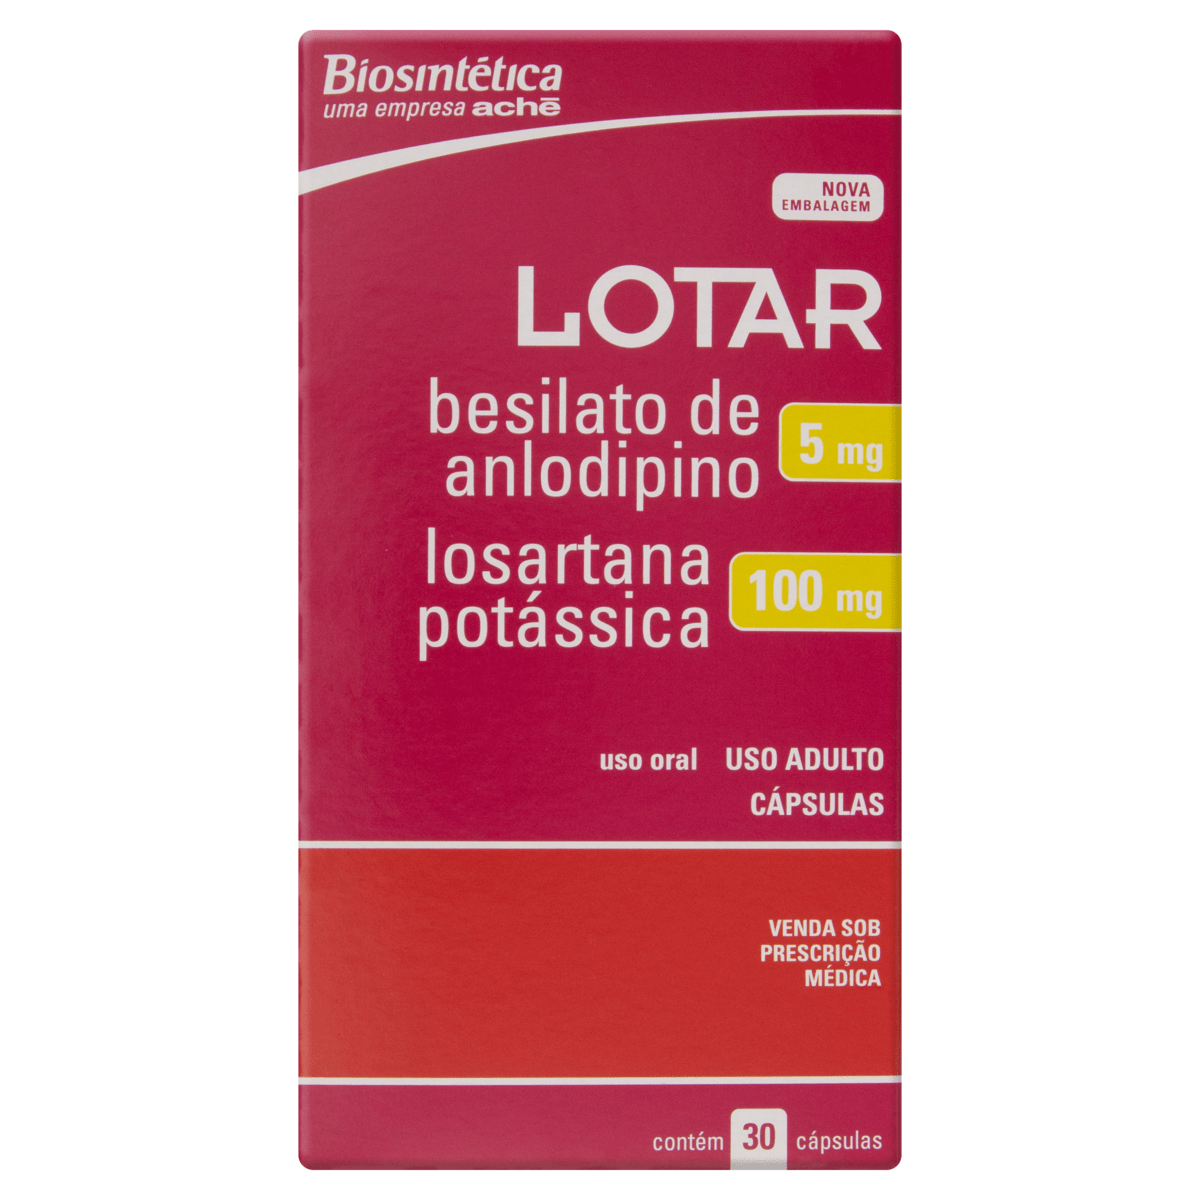 Biosintética
uma empresa achē
NOVA
EMBALAGEM
LOTAR
besilato de
anlodipino
5 mg
losartana
potássica
100 mg
uso oral USO ADULTO
CÁPSULAS
VENDA SOB
PRESCRIÇÃO
MÉDICA
contém 30 cápsulas